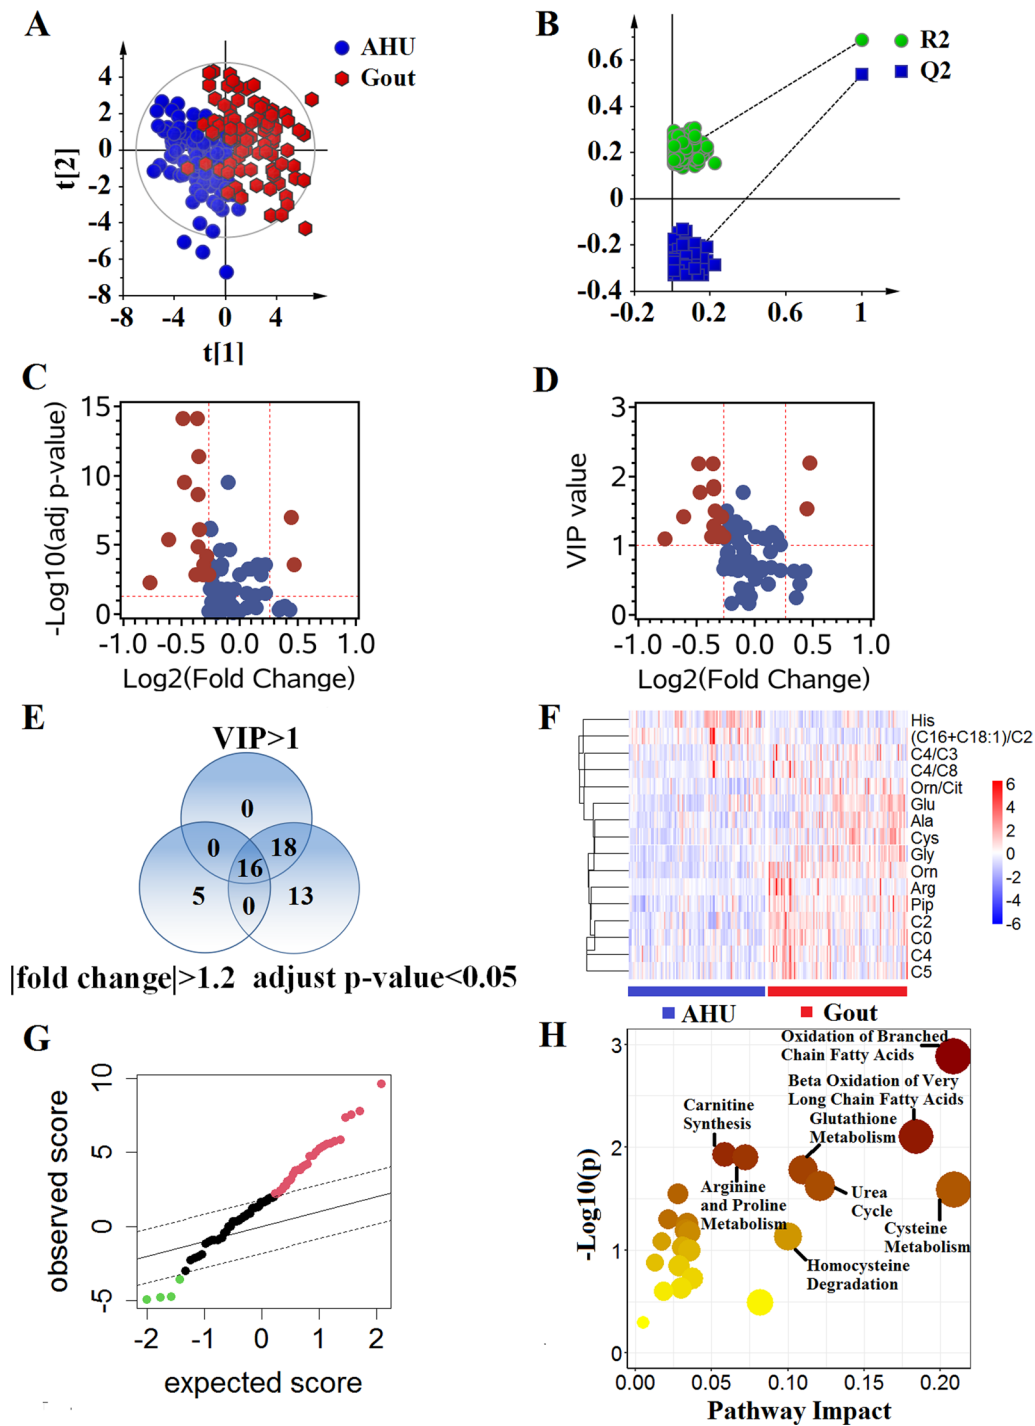 A
AHU
Gout
4
2
0
-2
-4
-6
-8
t[2]
-8
-4
0
4
t[1]
B
R2
Q2
0.6
0.4
0.2
0
-0.2
-0.4
-0.2
0.2
0.6
1
C
15
10
5
0
-Log10(adj p-value)
-1.0
-0.5
0.0
0.5
1.0
Log2(Fold Change)
D
3
2
1
0
VIP value
-1.0
-0.5
0.0
0.5
1.0
Log2(Fold Change)
E
VIP>1
0
0
18
16
5
0
13
|fold change|>1.2
adjust p-value<0.05
F
His
(C16+C18:1)/C2
C4/C3
C4/C8
Orn/Cit
Glu
Ala
Cys
Gly
Orn
Arg
Pip
C2
C0
C4
C5
6
4
2
0
-2
-4
-6
AHU
Gout
G
10
5
0
-5
observed score
-2
-1
0
1
2
expected score
H
3
2
1
0
-Log10(p)
Oxidation of Branched
Chain Fatty Acids
Beta Oxidation of Very
Long Chain Fatty Acids
Carnitine
Synthesis
Glutathione
Metabolism
Arginine
and Proline
Metabolism
Urea
Cycle
Cysteine
Metabolism
Homocysteine
Degradation
0.00
0.05
0.10
0.15
0.20
Pathway Impact